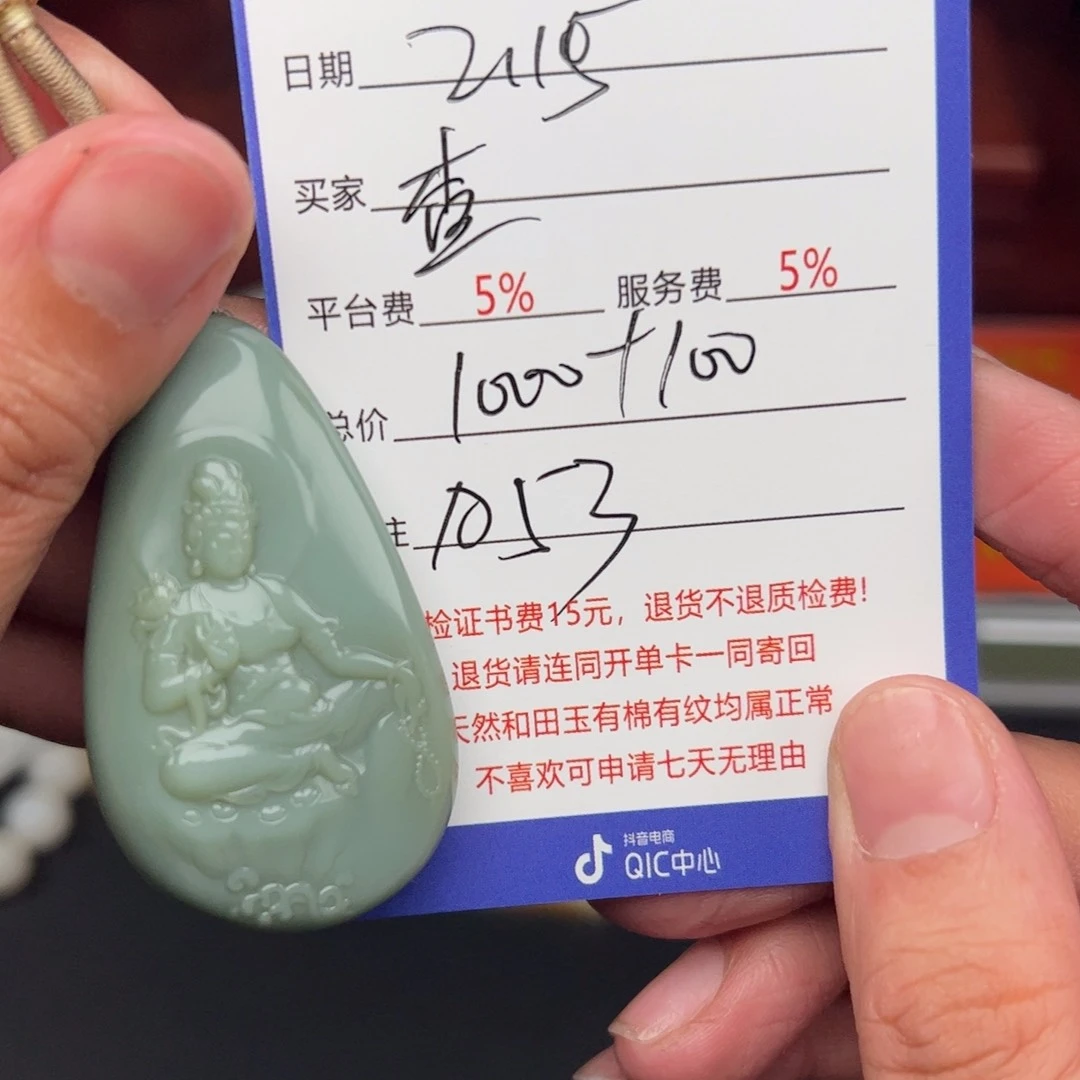 日期 2115
买家 查
平台费 5% 服务费 5%
总价 1000+100
主 1053
检证书费15元，退货不退质检费！
退货请连同开单卡一同寄回
天然和田玉有棉有纹均属正常
不喜欢可申请七天无理由
抖音电商
QIC中心